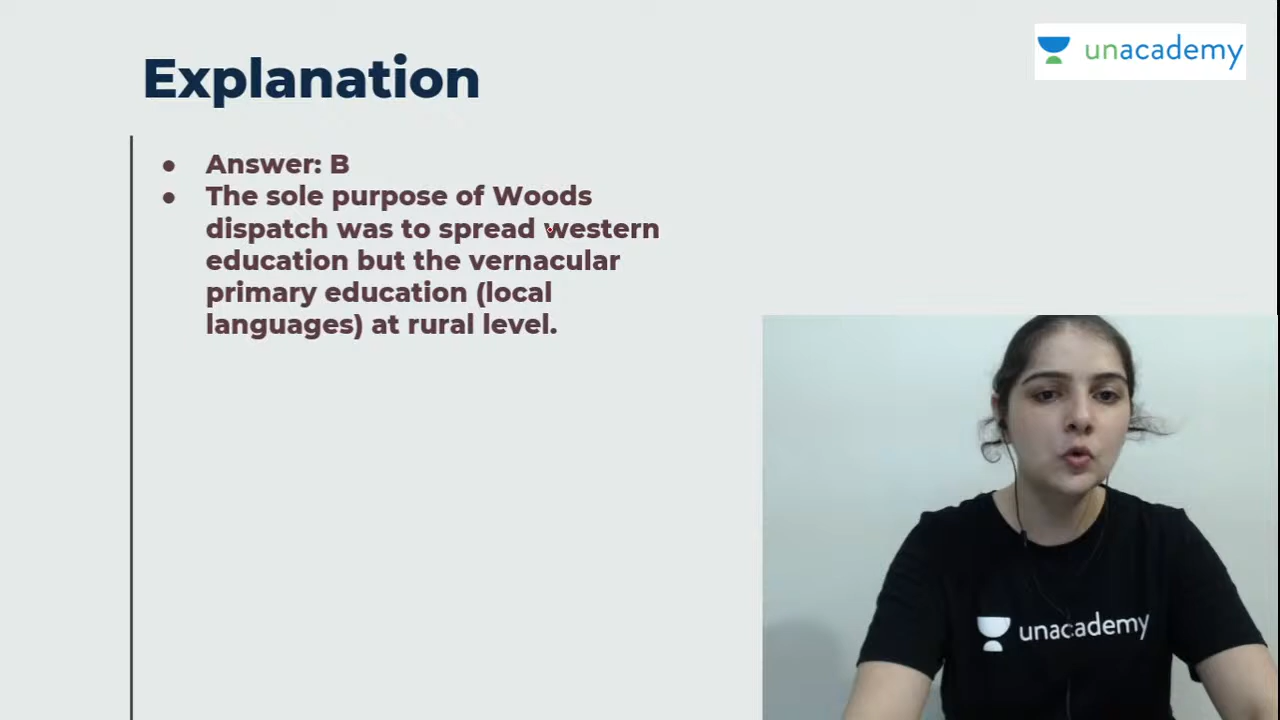 unacademy
Explanation
● Answer: B
● The sole purpose of Woods
dispatch was to spread western
education but the vernacular
primary education (local
languages) at rural level.
unacademy